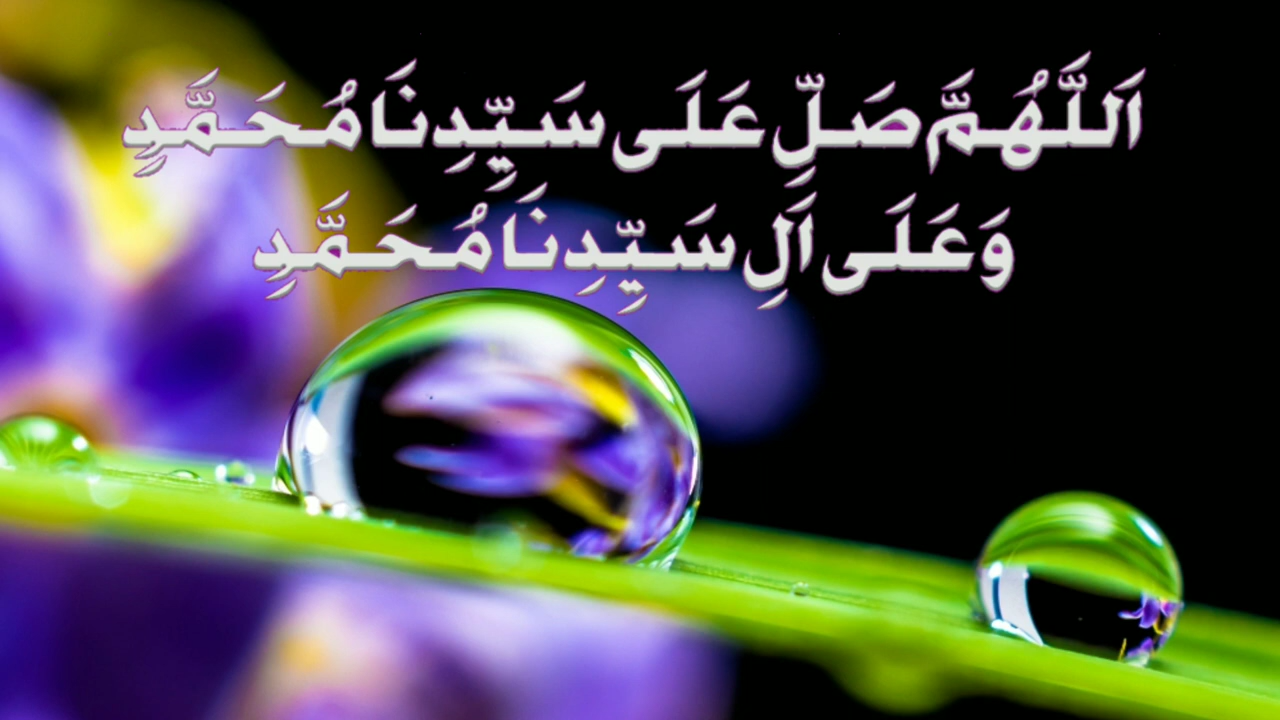 اَللَّهُمَّ صَلِّ عَلَى سَيِّدِنَا مُحَمَّدٍ
وَعَلَى اَلِ سَيِّدِنَا مُحَمَّدٍ